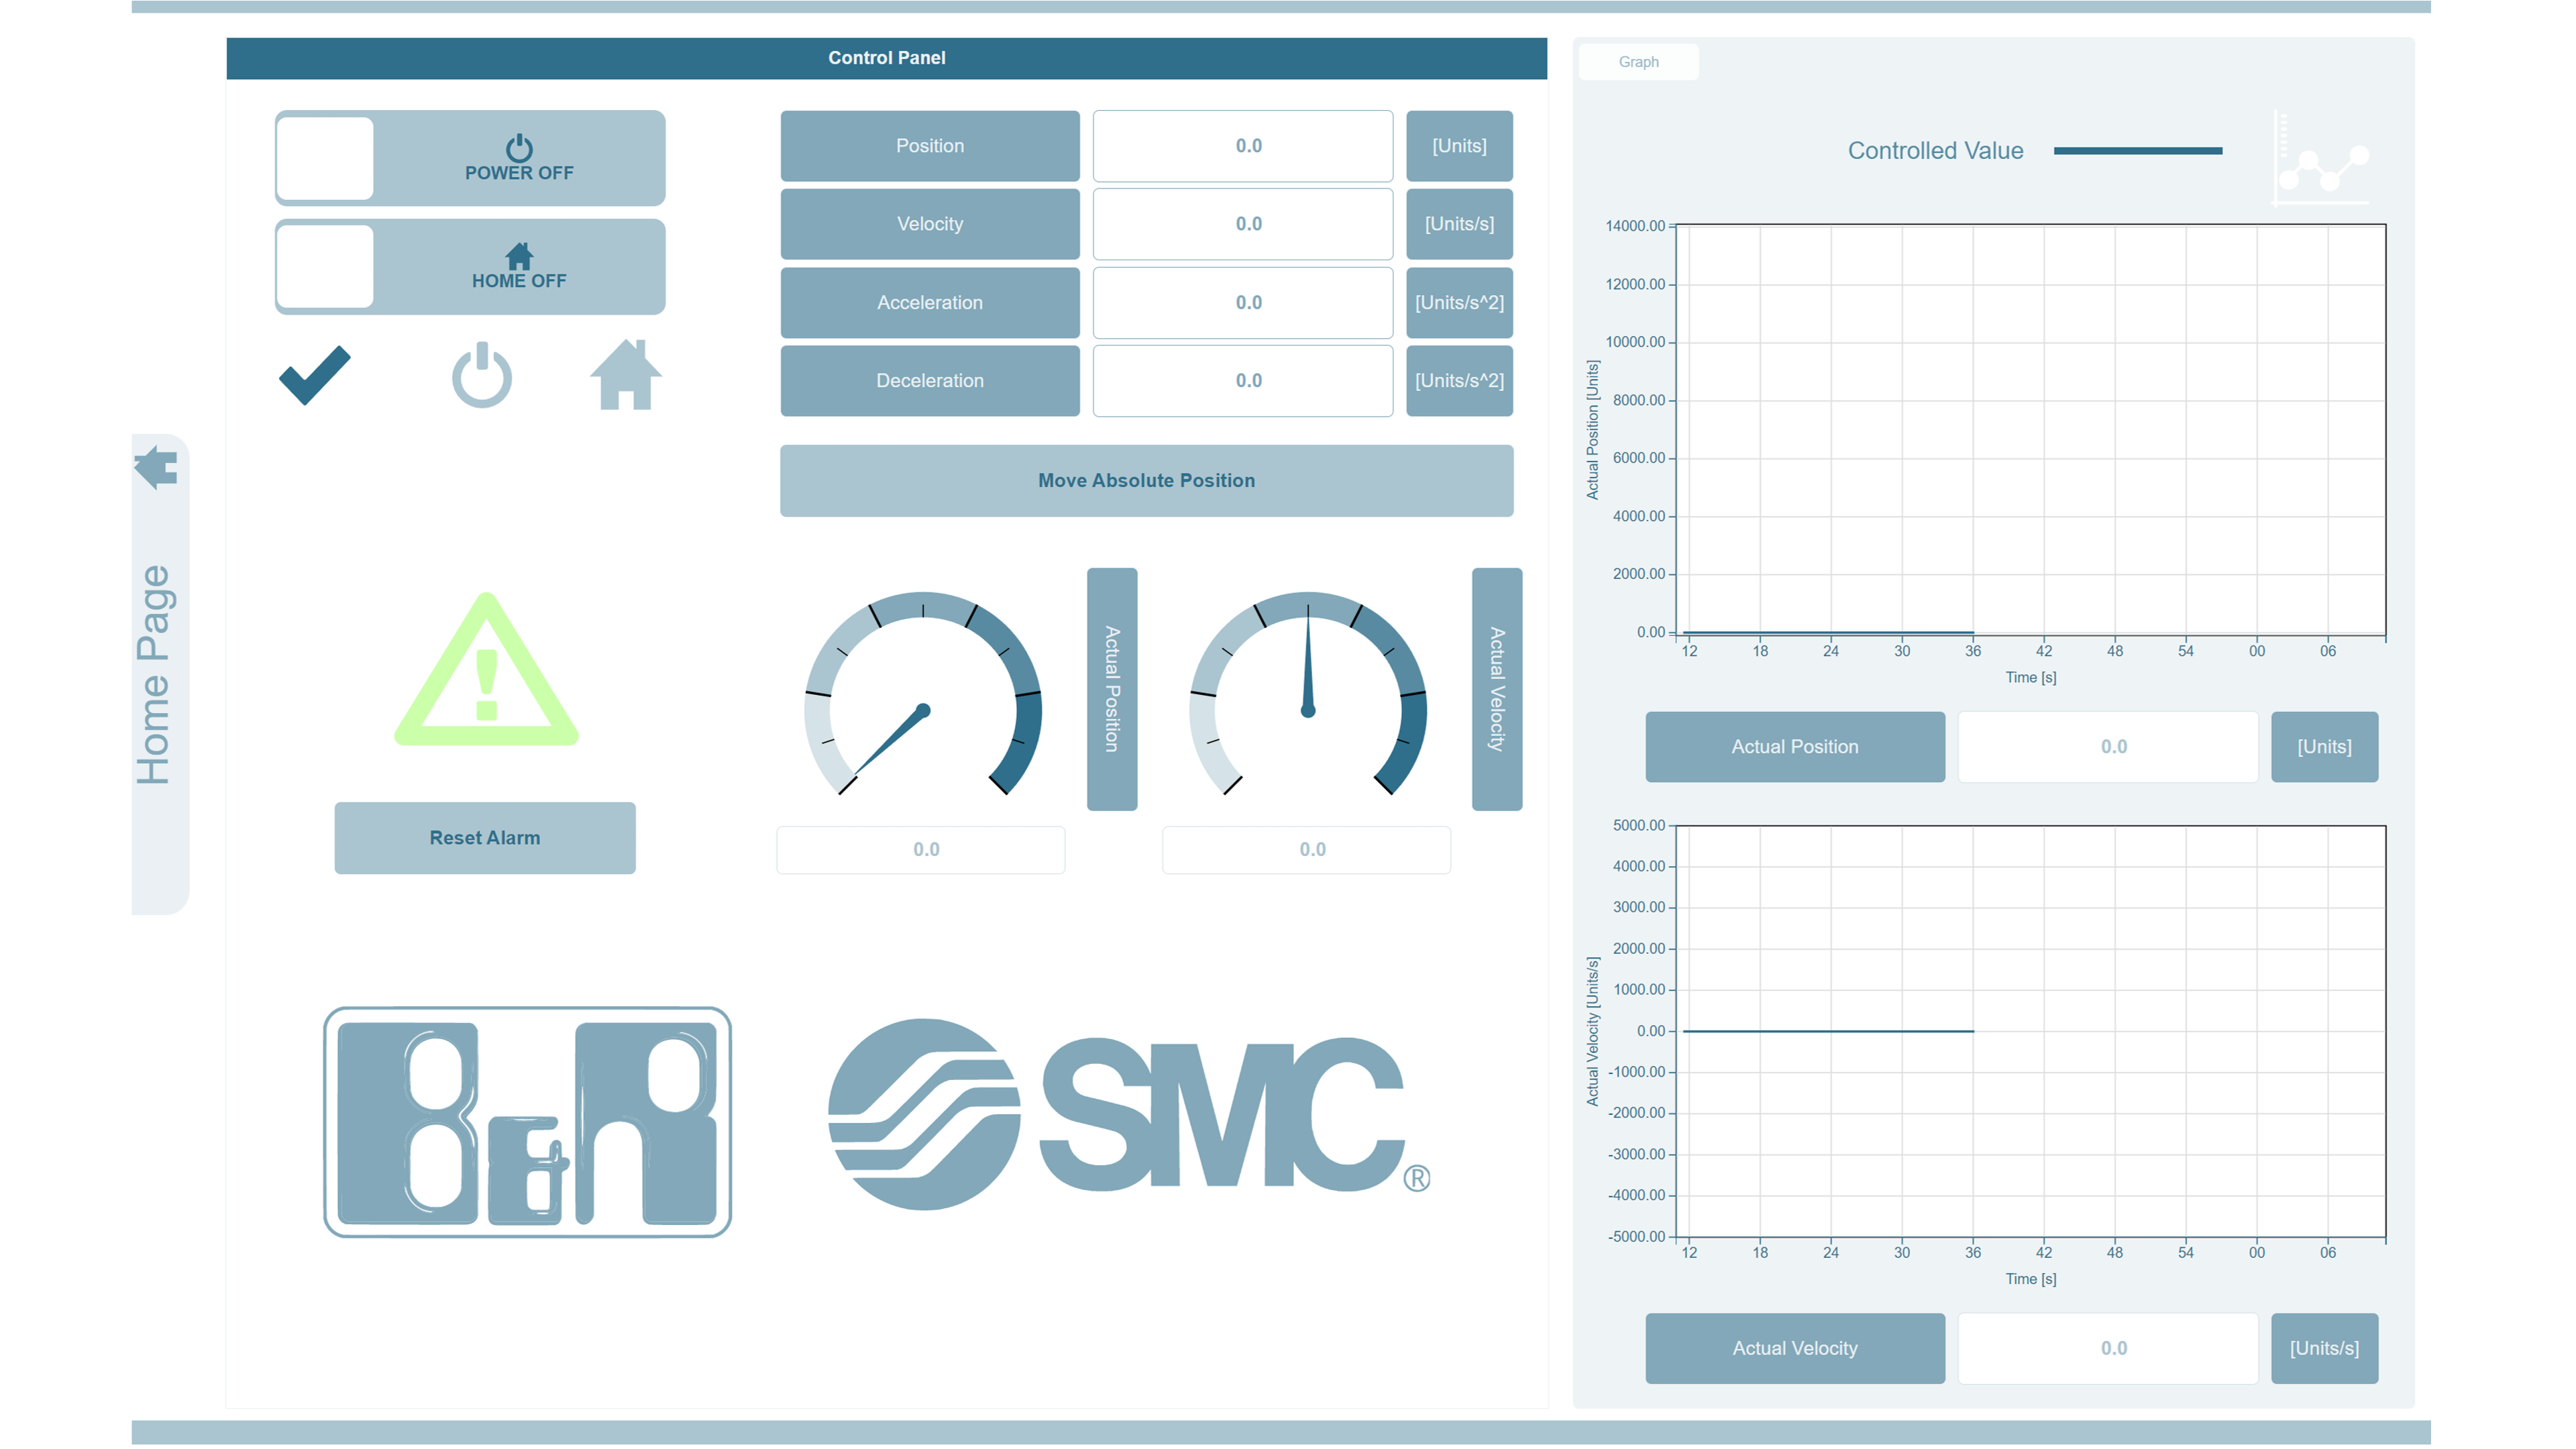 Control Panel
POWER OFF
HOME OFF
Position 0.0 [Units]
Velocity 0.0 [Units/s]
Acceleration 0.0 [Units/s^2]
Deceleration 0.0 [Units/s^2]
Move Absolute Position
Home Page
!
Reset Alarm
Actual Position
0.0
Actual Velocity
0.0
B&R
SMC®
Graph
Controlled Value
Actual Position [Units]
14000.00
12000.00
10000.00
8000.00
6000.00
4000.00
2000.00
0.00
12 18 24 30 36 42 48 54 00 06
Time [s]
Actual Position 0.0 [Units]
Actual Velocity [Units/s]
5000.00
4000.00
3000.00
2000.00
1000.00
0.00
-1000.00
-2000.00
-3000.00
-4000.00
-5000.00
12 18 24 30 36 42 48 54 00 06
Time [s]
Actual Velocity 0.0 [Units/s]